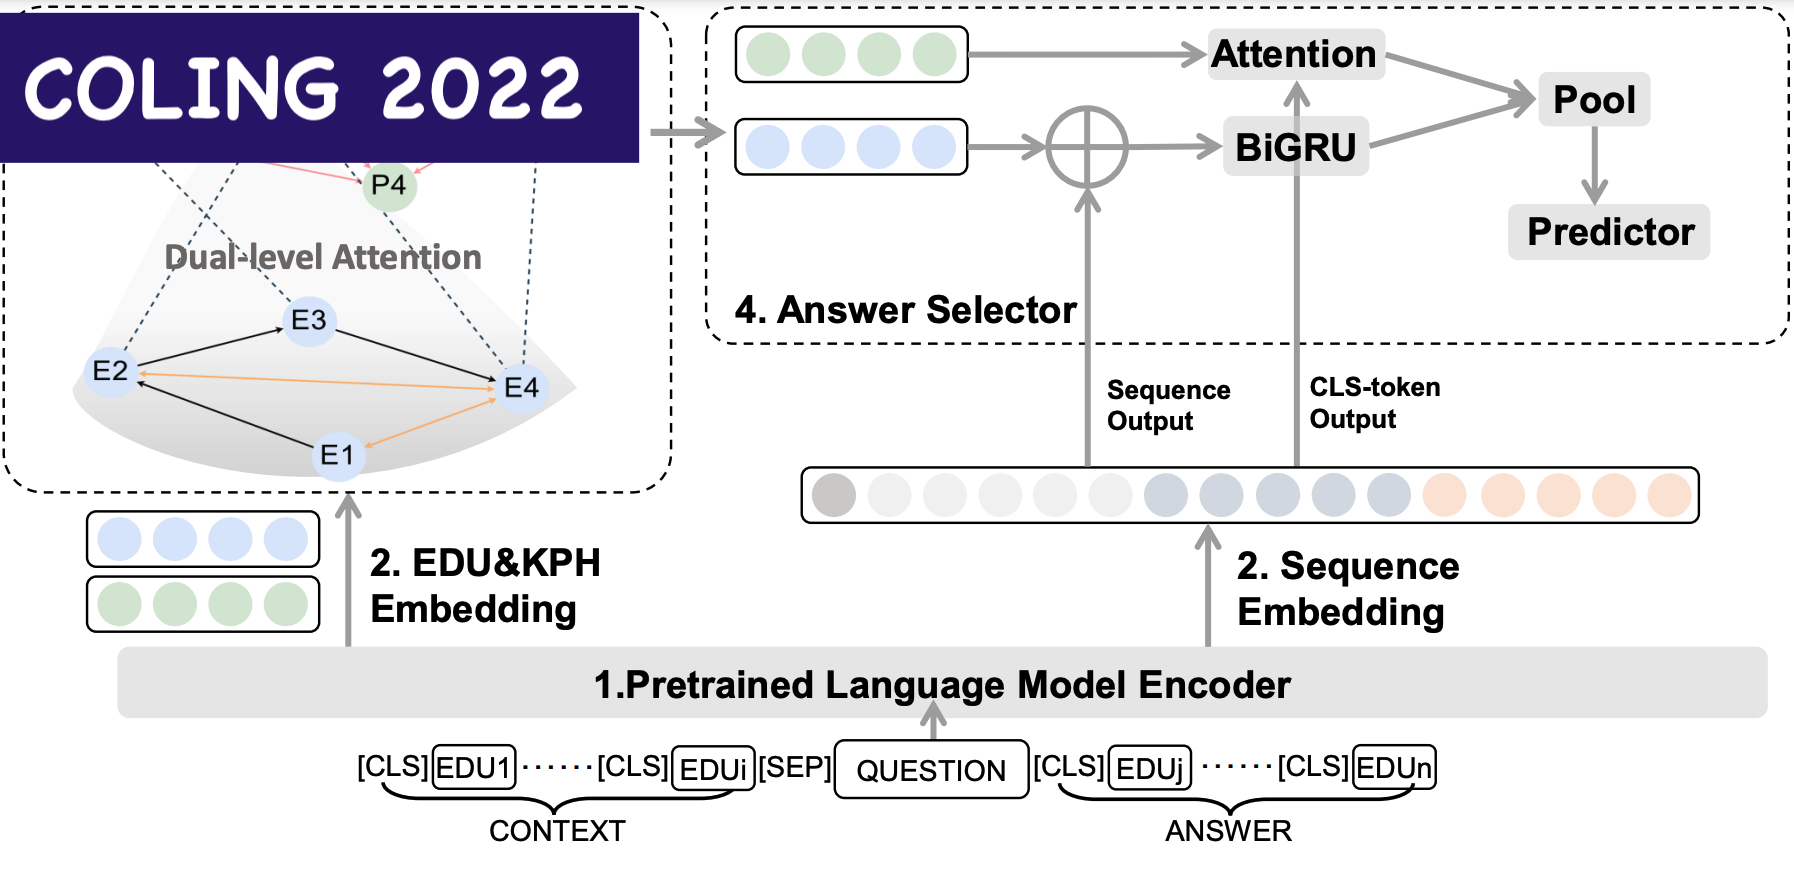 COLING 2022
P4
Dual-level Attention
E3
E2
E4
E1
Attention
Pool
BiGRU
Predictor
4. Answer Selector
Sequence
Output
CLS-token
Output
2. EDU&KPH
Embedding
2. Sequence
Embedding
1.Pretrained Language Model Encoder
[CLS] EDU1 ······ [CLS] EDUi [SEP] QUESTION [CLS] EDUj ······ [CLS] EDUn
CONTEXT
ANSWER